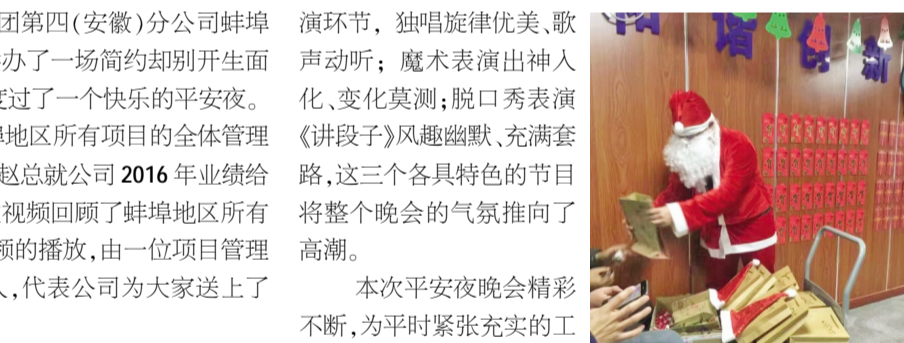 团第四(安徽)分公司蚌埠
办了一场简约却别开生面
度过了一个快乐的平安夜。
埠地区所有项目的全体管理
赵总就公司 2016 年业绩给
视频回顾了蚌埠地区所有
频的播放,由一位项目管理
人,代表公司为大家送上了
演环节，独唱旋律优美、歌
声动听；魔术表演出神入
化、变化莫测;脱口秀表演
《讲段子》风趣幽默、充满套
路,这三个各具特色的节目
将整个晚会的气氛推向了
高潮。
本次平安夜晚会精彩
不断,为平时紧张充实的工
谐 创新